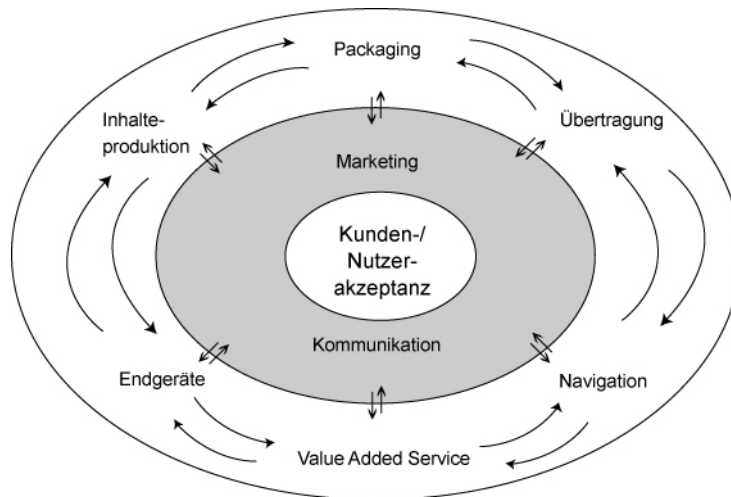 Packaging
Inhalte-
produktion
Übertragung
Marketing
Kunden-/
Nutzer-
akzeptanz
Kommunikation
Endgeräte
Navigation
Value Added Service